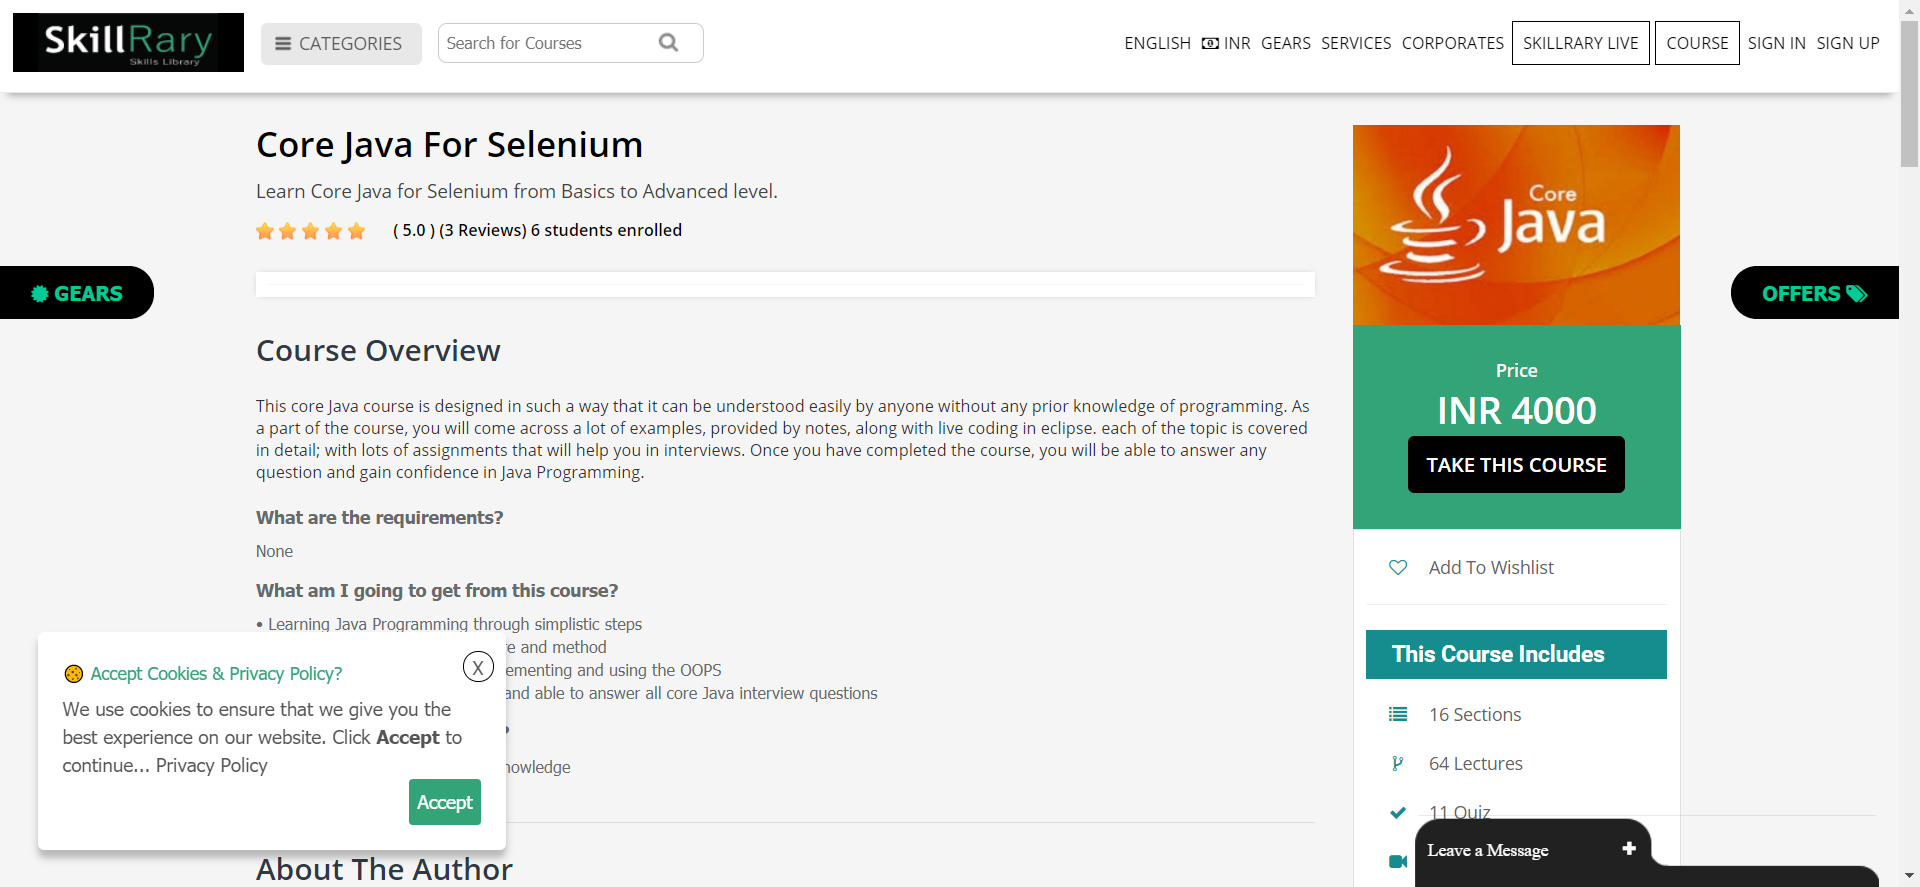 SkillRary
Skills Library
CATEGORIES
Search for Courses
ENGLISH INR GEARS SERVICES CORPORATES SKILLRARY LIVE COURSE SIGN IN SIGN UP
Core Java For Selenium
Learn Core Java for Selenium from Basics to Advanced level.
( 5.0 ) (3 Reviews) 6 students enrolled
GEARS
OFFERS
Course Overview
This core Java course is designed in such a way that it can be understood easily by anyone without any prior knowledge of programming. As
a part of the course, you will come across a lot of examples, provided by notes, along with live coding in eclipse. each of the topic is covered
in detail; with lots of assignments that will help you in interviews. Once you have completed the course, you will be able to answer any
question and gain confidence in Java Programming.
What are the requirements?
None
What am I going to get from this course?
• Learning Java Programming through simplistic steps
and method
ementing and using the OOPS
and able to answer all core Java interview questions
nowledge
Accept Cookies & Privacy Policy?
X
We use cookies to ensure that we give you the
best experience on our website. Click Accept to
continue... Privacy Policy
Accept
About The Author
Core
Java
Price
INR 4000
TAKE THIS COURSE
Add To Wishlist
This Course Includes
16 Sections
64 Lectures
11 Quiz
Leave a Message